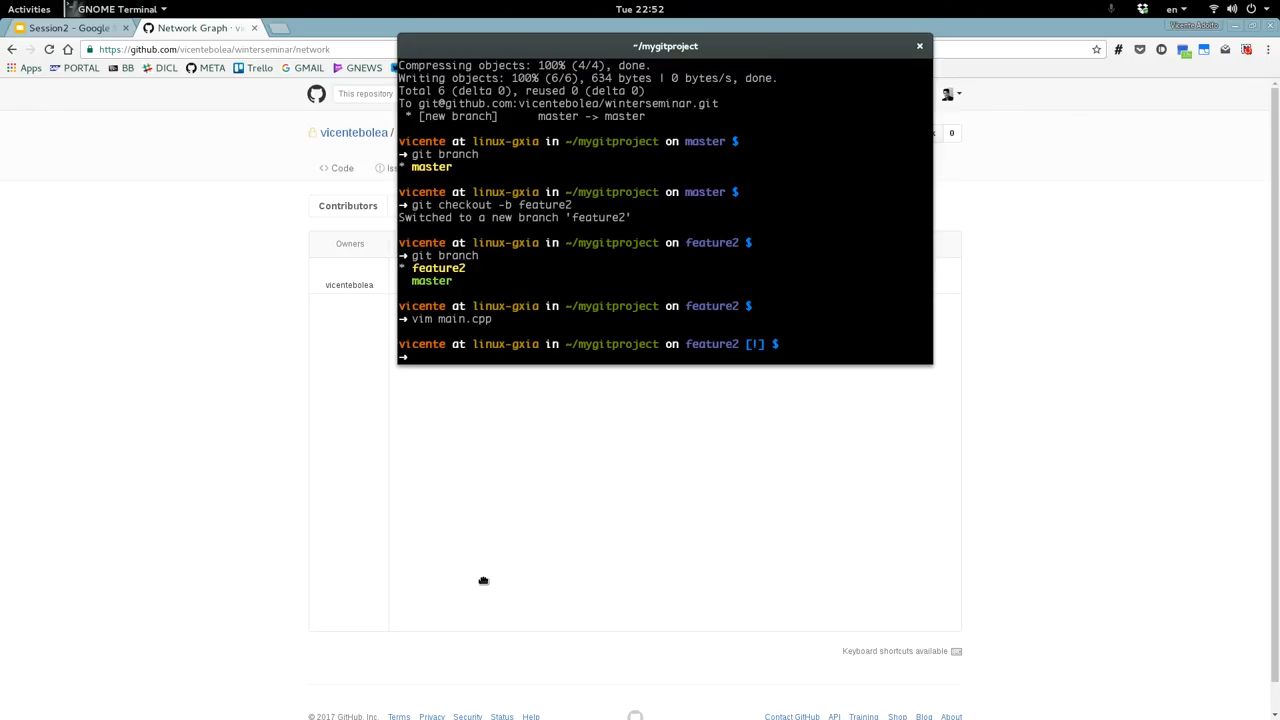 Activities GNOME Terminal Tue 22:52 en
Session2 - Google Network Graph · vi Vicente Adolfo
https://github.com/vicentebolea/winterseminar/network
Apps PORTAL BB DICL META Trello GMAIL GNEWS
This repository
vicentebolea /
0
<> Code Iss
Contributors
Owners
vicentebolea
~/mygitproject
Compressing objects: 100% (4/4), done.
Writing objects: 100% (6/6), 634 bytes | 0 bytes/s, done.
Total 6 (delta 0), reused 0 (delta 0)
To git@github.com:vicentebolea/winterseminar.git
* [new branch] master -> master
vicente at linux-gxia in ~/mygitproject on master $
➜ git branch
* master
vicente at linux-gxia in ~/mygitproject on master $
➜ git checkout -b feature2
Switched to a new branch 'feature2'
vicente at linux-gxia in ~/mygitproject on feature2 $
➜ git branch
* feature2
master
vicente at linux-gxia in ~/mygitproject on feature2 $
➜ vim main.cpp
vicente at linux-gxia in ~/mygitproject on feature2 [!] $
➜
Keyboard shortcuts available
© 2017 GitHub, Inc. Terms Privacy Security Status Help Contact GitHub API Training Shop Blog About